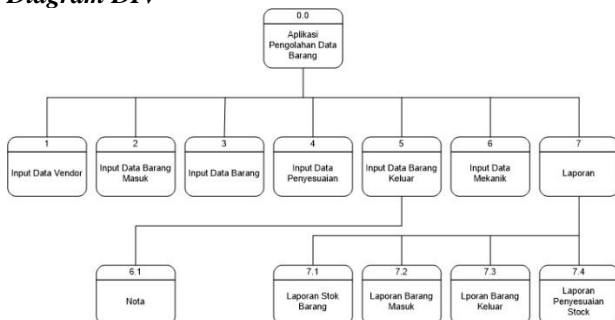 Diagram DIV
0.0
Aplikasi
Pengolahan Data
Barang
1
Input Data Vendor
2
Input Data Barang
Masuk
3
Input Data Barang
4
Input Data
Penyesuaian
5
Input Data Barang
Keluar
6
Input Data
Mekanik
7
Laporan
6.1
Nota
7.1
Laporan Stok
Barang
7.2
Laporan Barang
Masuk
7.3
Lporan Barang
Keluar
7.4
Laporan
Penyesuaian
Stock